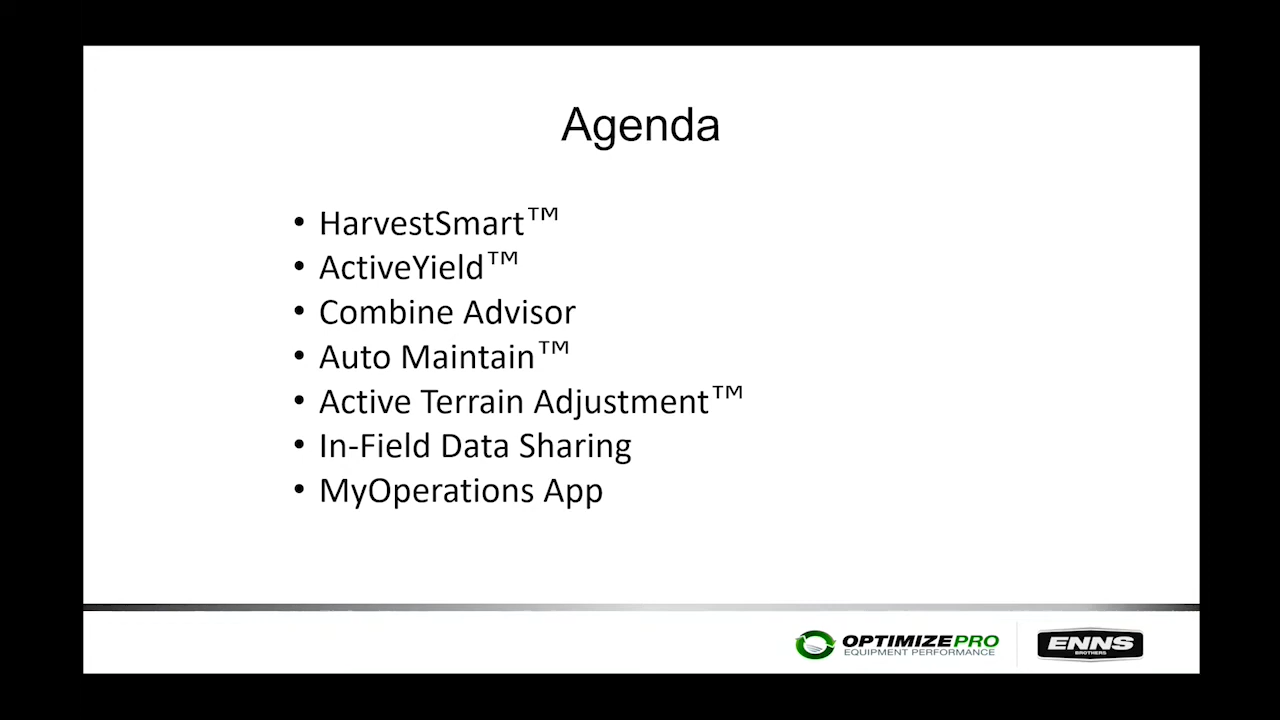 Agenda
• HarvestSmart™
• ActiveYield™
• Combine Advisor
• Auto Maintain™
• Active Terrain Adjustment™
• In-Field Data Sharing
• MyOperations App
OPTIMIZEPRO
EQUIPMENT PERFORMANCE
ENNS
BROTHERS